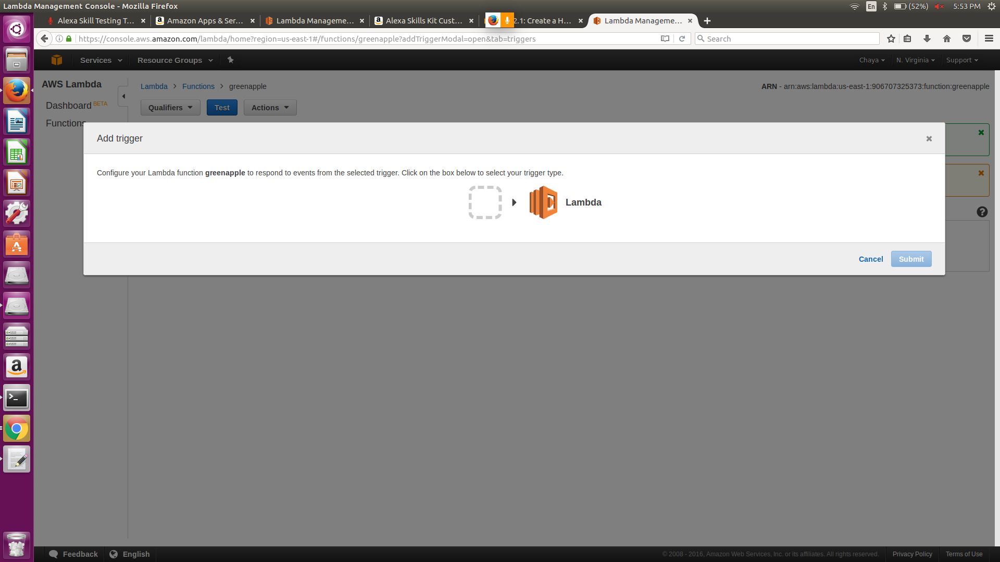 Lambda Management Console - Mozilla Firefox
En (52%) 5:53 PM
Alexa Skill Testing T... Amazon Apps & Ser... Lambda Manageme... Alexa Skills Kit Cust... 2.1: Create a H... Lambda Manageme...
https://console.aws.amazon.com/lambda/home?region=us-east-1#/functions/greenapple?addTriggerModal=open&tab=triggers Search
Services Resource Groups Chaya N. Virginia Support
AWS Lambda
Lambda > Functions > greenapple
ARN - arn:aws:lambda:us-east-1:906707325373:function:greenapple
Dashboard BETA
Qualifiers Test Actions
Functions
Add trigger
Configure your Lambda function greenapple to respond to events from the selected trigger. Click on the box below to select your trigger type.
Lambda
Cancel Submit
Feedback English © 2008 - 2016, Amazon Web Services, Inc. or its affiliates. All rights reserved. Privacy Policy Terms of Use